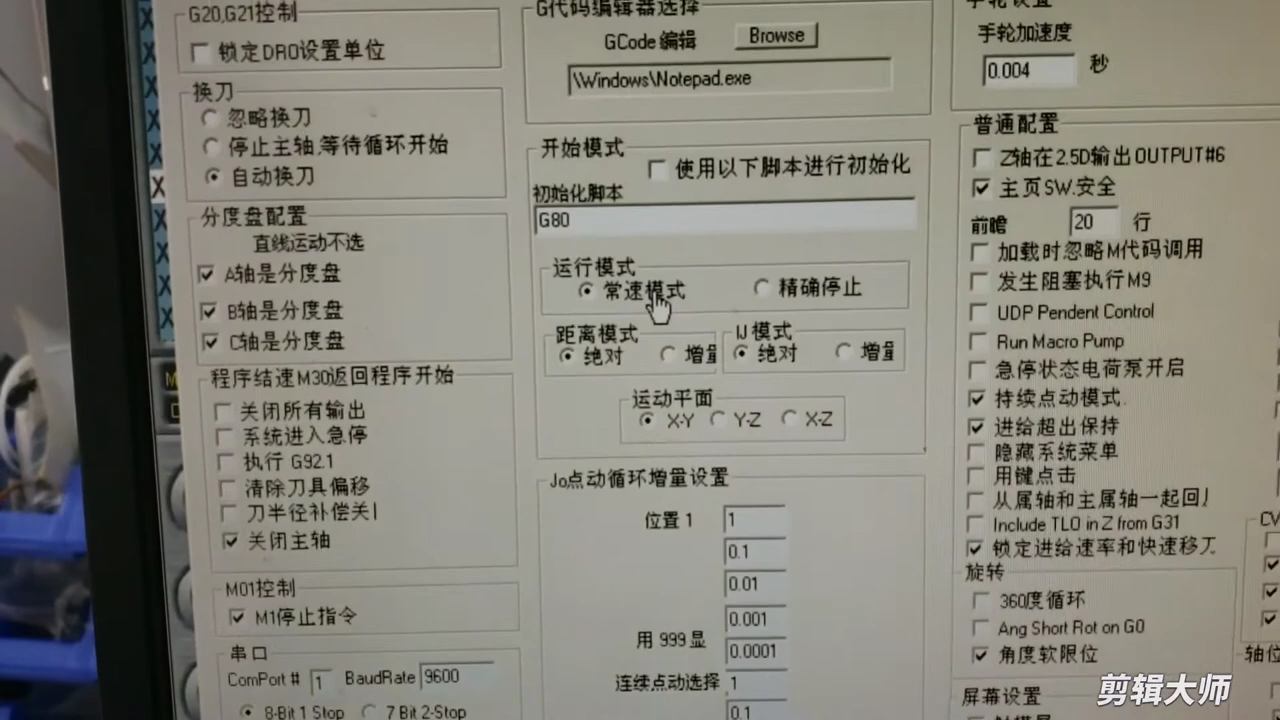 G20,G21控制
锁定DRO设置单位
换刀
忽略换刀
停止主轴,等待循环开始
自动换刀
分度盘配置
直线运动不选
A轴是分度盘
B轴是分度盘
C轴是分度盘
程序结速M30返回程序开始
关闭所有输出
系统进入急停
执行 G92.1
清除刀具偏移
刀半径补偿关
关闭主轴
M01控制
M1停止指令
串口
ComPort # 1 BaudRate 9600
8-Bit 1 Stop 7 Bit 2-Stop
G代码编辑器选择
GCode 编辑 Browse
\Windows\Notepad.exe
开始模式
使用以下脚本进行初始化
初始化脚本
G80
运行模式
常速模式 精确停止
距离模式
绝对 增量
IJ 模式
绝对 增量
运动平面
X-Y Y-Z X-Z
Jo点动循环增量设置
位置 1 1
0.1
0.01
0.001
用 999 显 0.0001
连续点动选择 1
0.1
手轮设置
手轮加速度
0.004 秒
普通配置
Z轴在 2.5D输出 OUTPUT#6
主页SW.安全
前瞻 20 行
加载时忽略M代码调用
发生阻塞执行M9
UDP Pendent Control
Run Macro Pump
急停状态电荷泵开启
持续点动模式.
进给超出保持
隐藏系统菜单
用键点击
从属轴和主属轴一起回
Include TLO in Z from G31
锁定进给速率和快速移
旋转
360度循环
Ang Short Rot on G0
角度软限位
屏幕设置
CV
轴位
剪辑大师